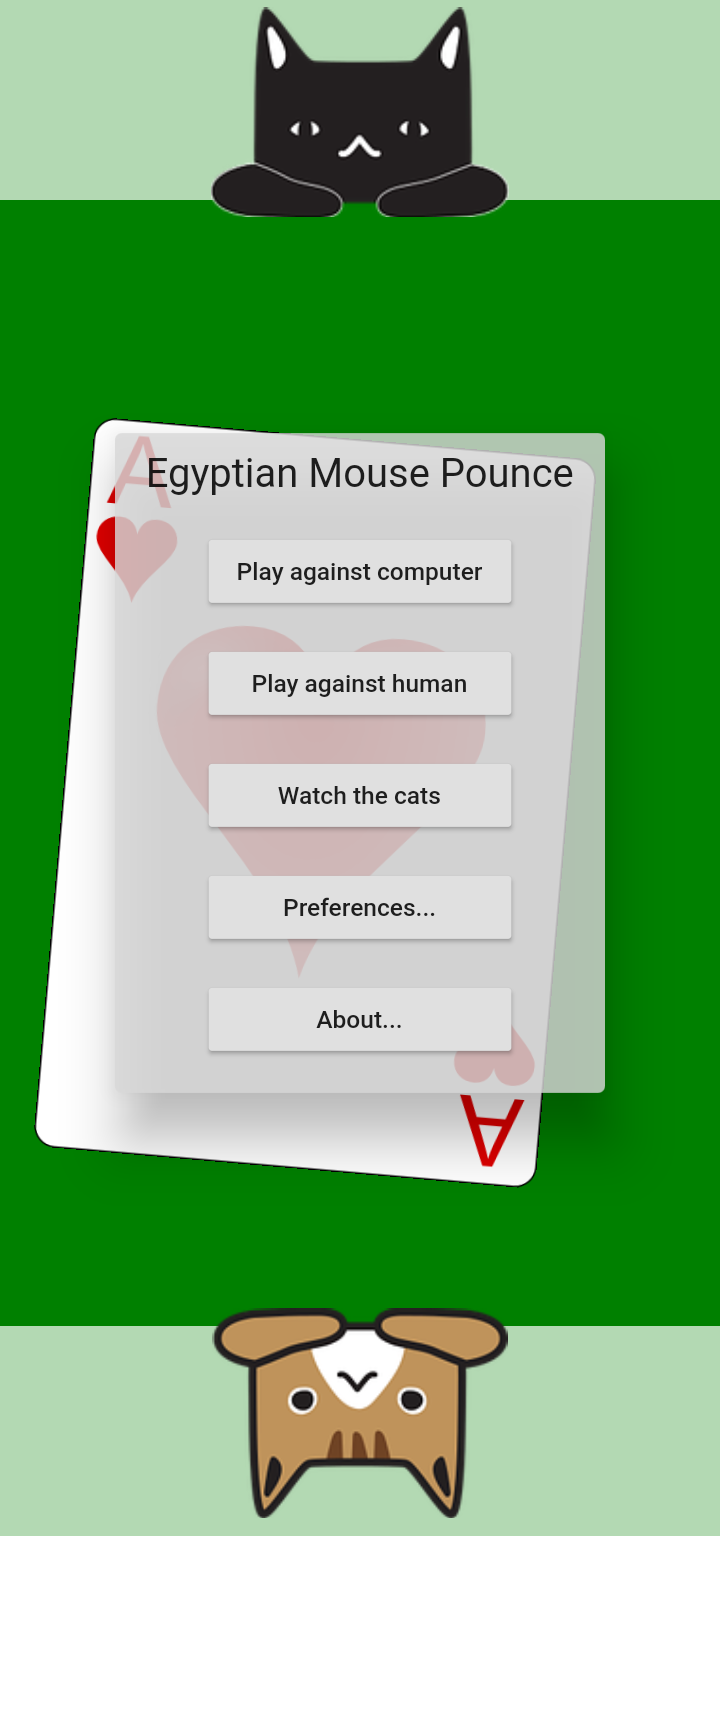 A
Egyptian Mouse Pounce
Play against computer
Play against human
Watch the cats
Preferences...
About...
A